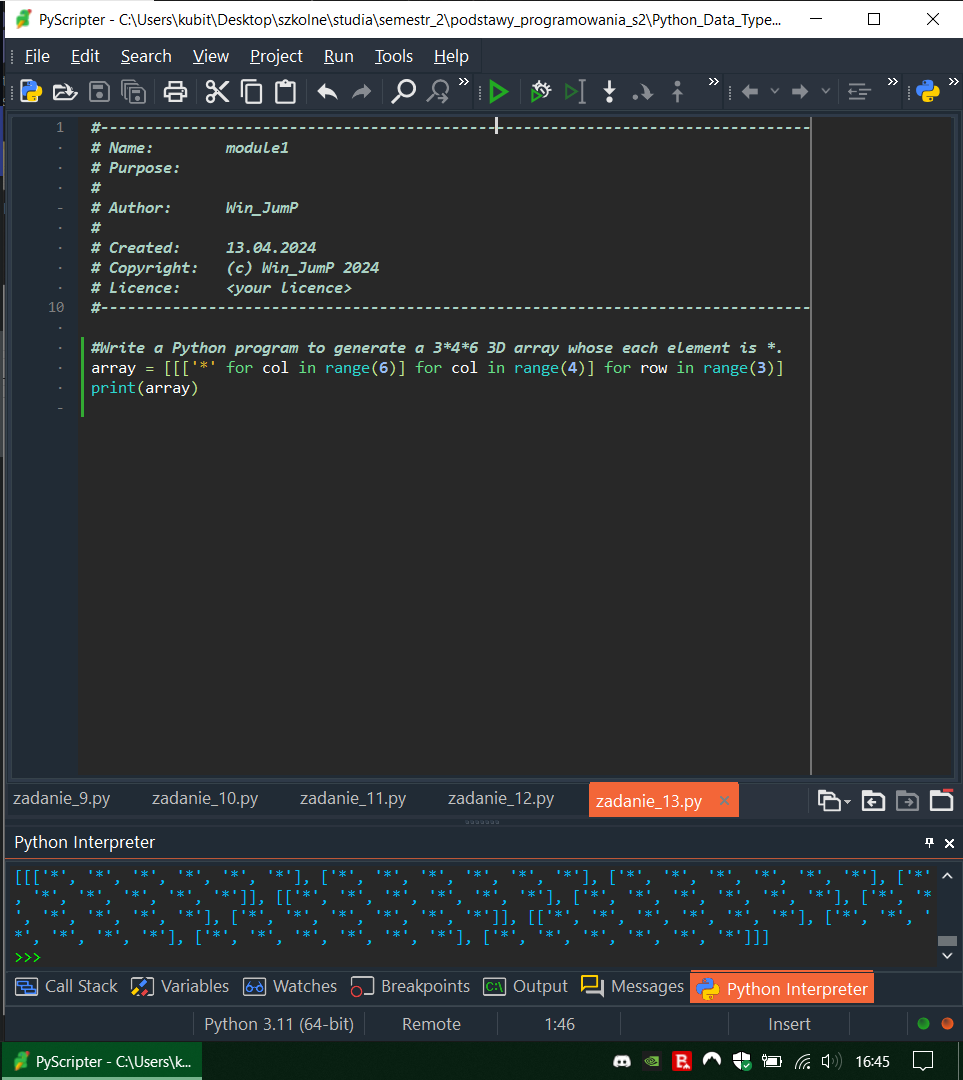 PyScripter - C:\Users\kubit\Desktop\szkolne\studia\semestr_2\podstawy_programowania_s2\Python_Data_Type...
File Edit Search View Project Run Tools Help
1 #------------------------------------------------------------------------------
# Name:        module1
# Purpose:
#
# Author:      Win_JumP
#
# Created:     13.04.2024
# Copyright:   (c) Win_JumP 2024
# Licence:     <your licence>
10 #------------------------------------------------------------------------------
#Write a Python program to generate a 3*4*6 3D array whose each element is *.
array = [[['*' for col in range(6)] for col in range(4)] for row in range(3)]
print(array)
zadanie_9.py zadanie_10.py zadanie_11.py zadanie_12.py zadanie_13.py
Python Interpreter
[[['*', '*', '*', '*', '*', '*'], ['*', '*', '*', '*', '*', '*'], ['*', '*', '*', '*', '*', '*'], ['*'
, '*', '*', '*', '*', '*']], [['*', '*', '*', '*', '*', '*'], ['*', '*', '*', '*', '*', '*'], ['*', '*
', '*', '*', '*', '*'], ['*', '*', '*', '*', '*', '*']], [['*', '*', '*', '*', '*', '*'], ['*', '*', '
*', '*', '*', '*'], ['*', '*', '*', '*', '*', '*'], ['*', '*', '*', '*', '*', '*']]]
>>>
Call Stack Variables Watches Breakpoints Output Messages Python Interpreter
Python 3.11 (64-bit) Remote 1:46 Insert
PyScripter - C:\Users\k... 16:45